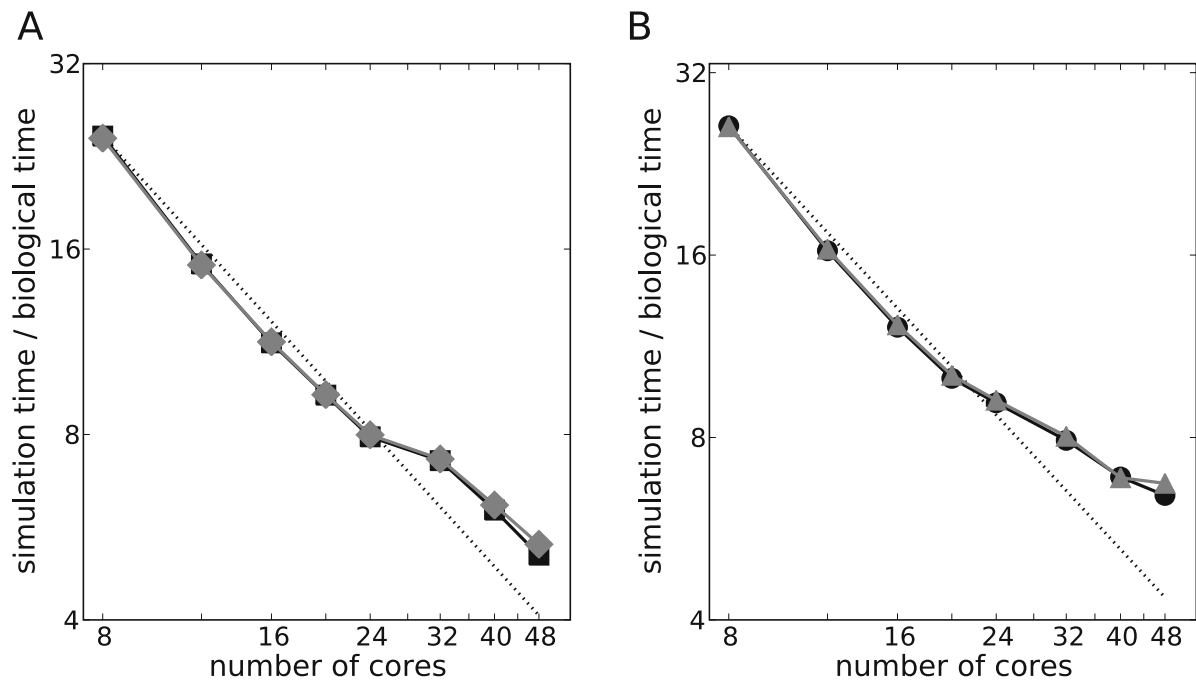 A
32
16
8
4
simulation time / biological time
8 16 24 32 40 48
number of cores
B
32
16
8
4
simulation time / biological time
8 16 24 32 40 48
number of cores